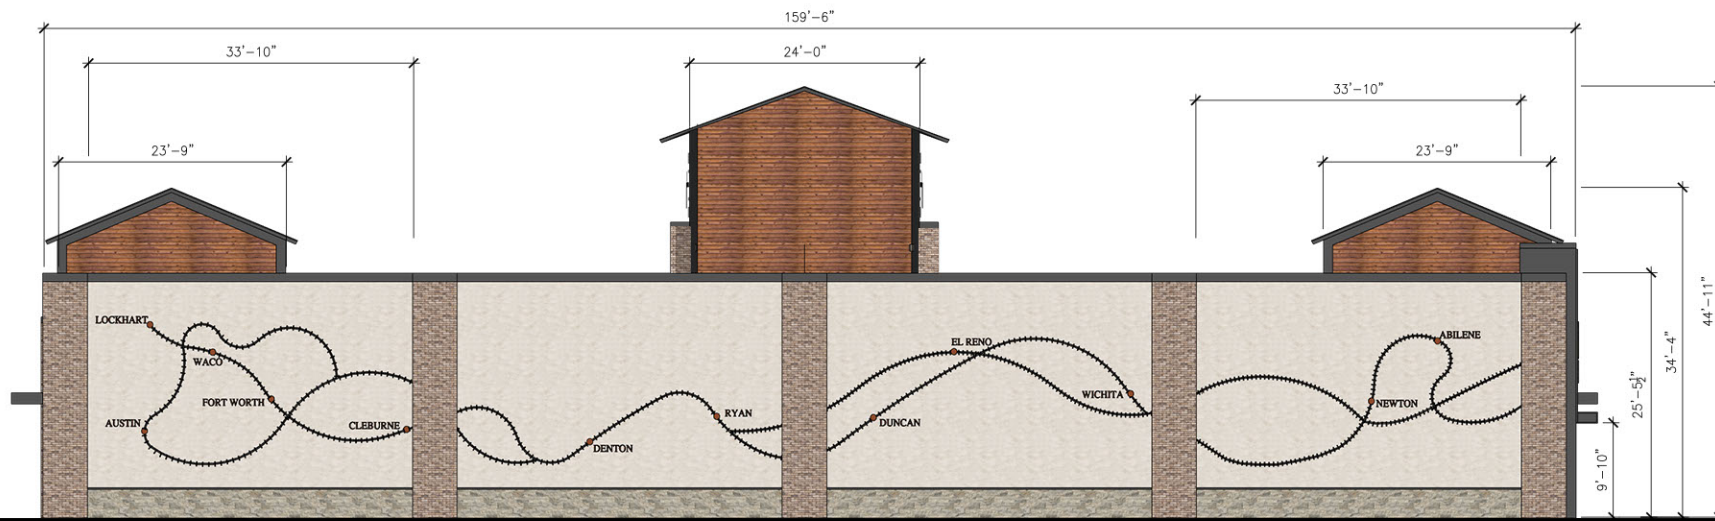 159'-6"
33'-10"
24'-0"
33'-10"
23'-9"
23'-9"
44'-11"
34'-4"
25'-5½"
9'-10"
LOCKHART
WACO
FORT WORTH
AUSTIN
CLEBURNE
DENTON
RYAN
EL RENO
WICHITA
DUNCAN
ABILENE
NEWTON